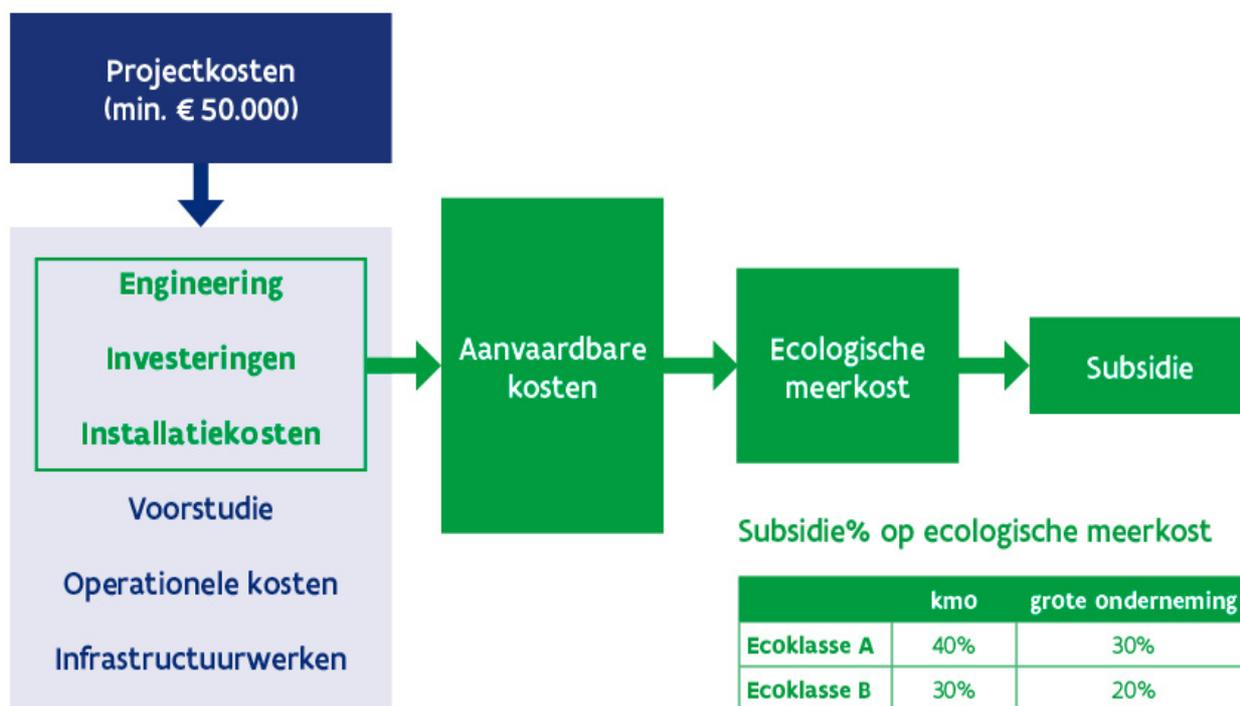 Projectkosten
(min. € 50.000)
Engineering
Investeringen
Installatiekosten
Voorstudie
Operationele kosten
Infrastructuurwerken
Aanvaardbare
kosten
Ecologische
meerkost
Subsidie
Subsidie% op ecologische meerkost
kmo grote onderneming
Ecoklasse A 40% 30%
Ecoklasse B 30% 20%